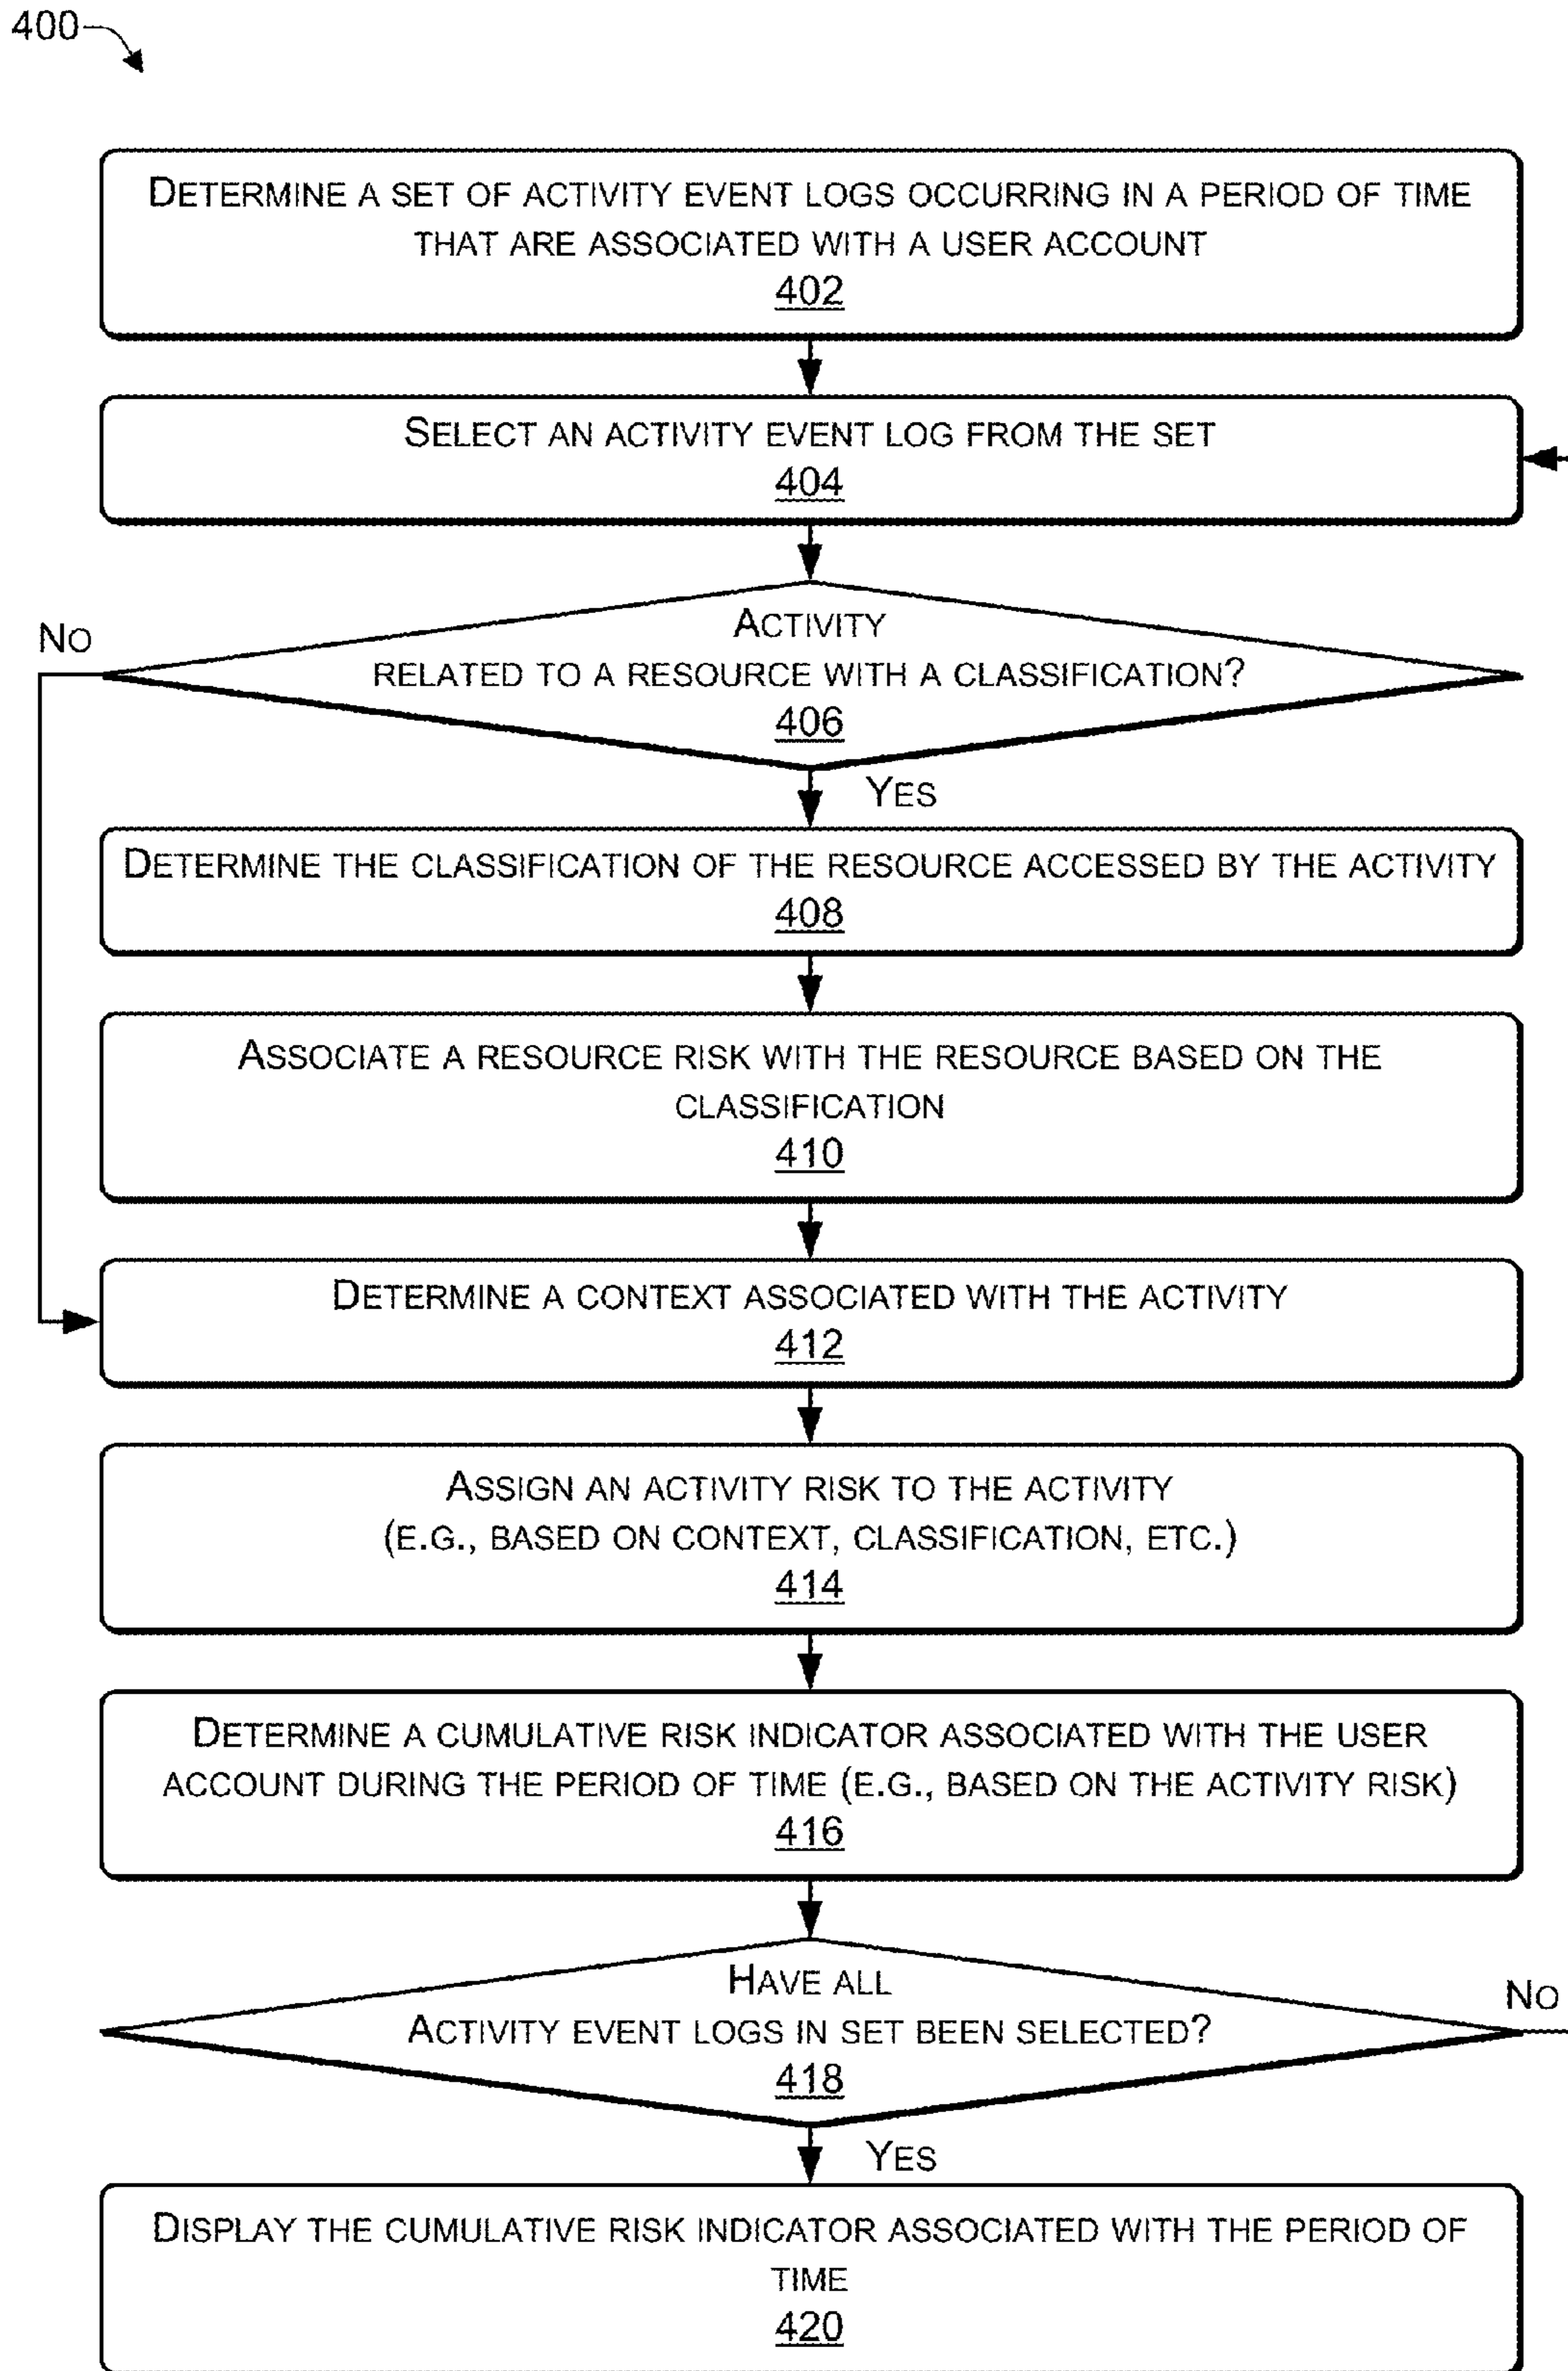 400
DETERMINE A SET OF ACTIVITY EVENT LOGS OCCURRING IN A PERIOD OF TIME
THAT ARE ASSOCIATED WITH A USER ACCOUNT
402
SELECT AN ACTIVITY EVENT LOG FROM THE SET
404
ACTIVITY
RELATED TO A RESOURCE WITH A CLASSIFICATION?
406
NO
YES
DETERMINE THE CLASSIFICATION OF THE RESOURCE ACCESSED BY THE ACTIVITY
408
ASSOCIATE A RESOURCE RISK WITH THE RESOURCE BASED ON THE
CLASSIFICATION
410
DETERMINE A CONTEXT ASSOCIATED WITH THE ACTIVITY
412
ASSIGN AN ACTIVITY RISK TO THE ACTIVITY
(E.G., BASED ON CONTEXT, CLASSIFICATION, ETC.)
414
DETERMINE A CUMULATIVE RISK INDICATOR ASSOCIATED WITH THE USER
ACCOUNT DURING THE PERIOD OF TIME (E.G., BASED ON THE ACTIVITY RISK)
416
HAVE ALL
ACTIVITY EVENT LOGS IN SET BEEN SELECTED?
418
NO
YES
DISPLAY THE CUMULATIVE RISK INDICATOR ASSOCIATED WITH THE PERIOD OF
TIME
420